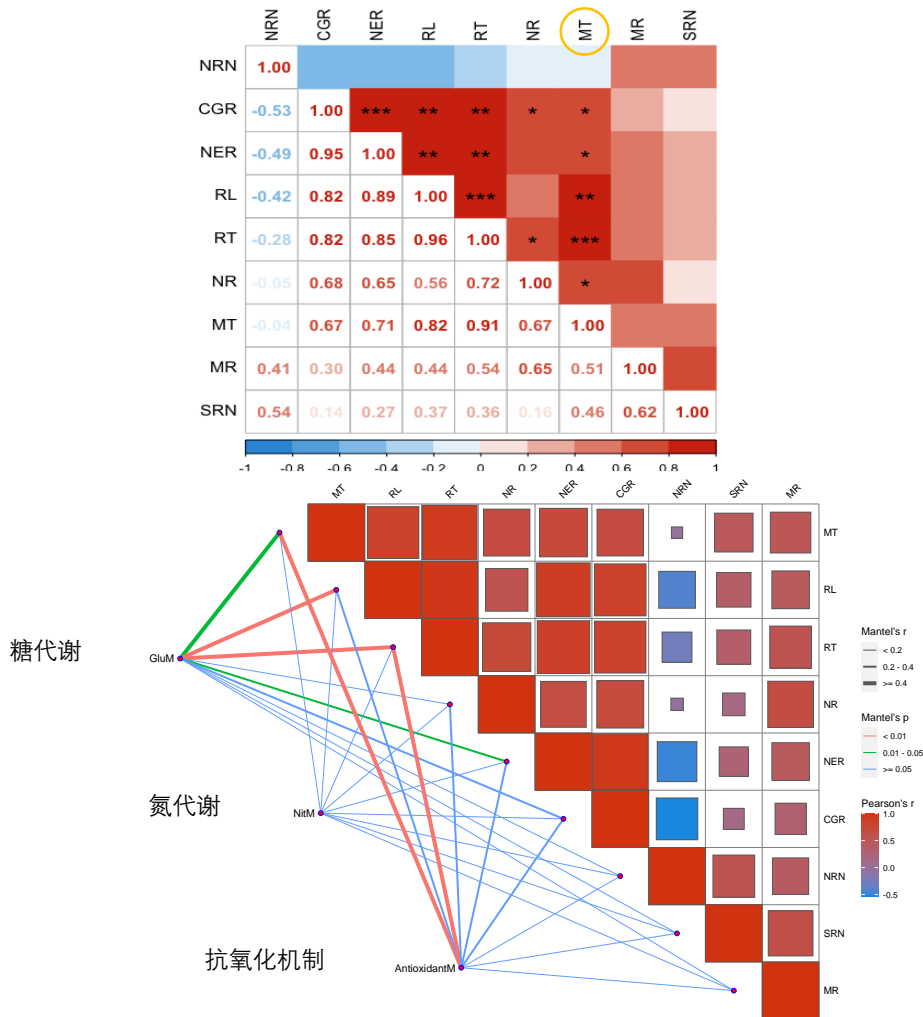 NRN CGR NER RL RT NR MT MR SRN
NRN 1.00
CGR -0.53 1.00 *** ** ** * *
NER -0.49 0.95 1.00 ** ** *
RL -0.42 0.82 0.89 1.00 *** **
RT -0.28 0.82 0.85 0.96 1.00 * ***
NR -0.05 0.68 0.65 0.56 0.72 1.00 *
MT -0.04 0.67 0.71 0.82 0.91 0.67 1.00
MR 0.41 0.30 0.44 0.44 0.54 0.65 0.51 1.00
SRN 0.54 0.14 0.27 0.37 0.36 0.16 0.46 0.62 1.00
-1 -0.8 -0.6 -0.4 -0.2 0 0.2 0.4 0.6 0.8 1
MT RL RT NR NER CGR NRN SRN MR
MT
RL
RT
NR
NER
CGR
NRN
SRN
MR
糖代谢
GluM
氮代谢
NitM
抗氧化机制
AntioxidantM
Mantel's r
< 0.2
0.2 - 0.4
>= 0.4
Mantel's p
< 0.01
0.01 - 0.05
>= 0.05
Pearson's r
1.0
0.5
0.0
-0.5